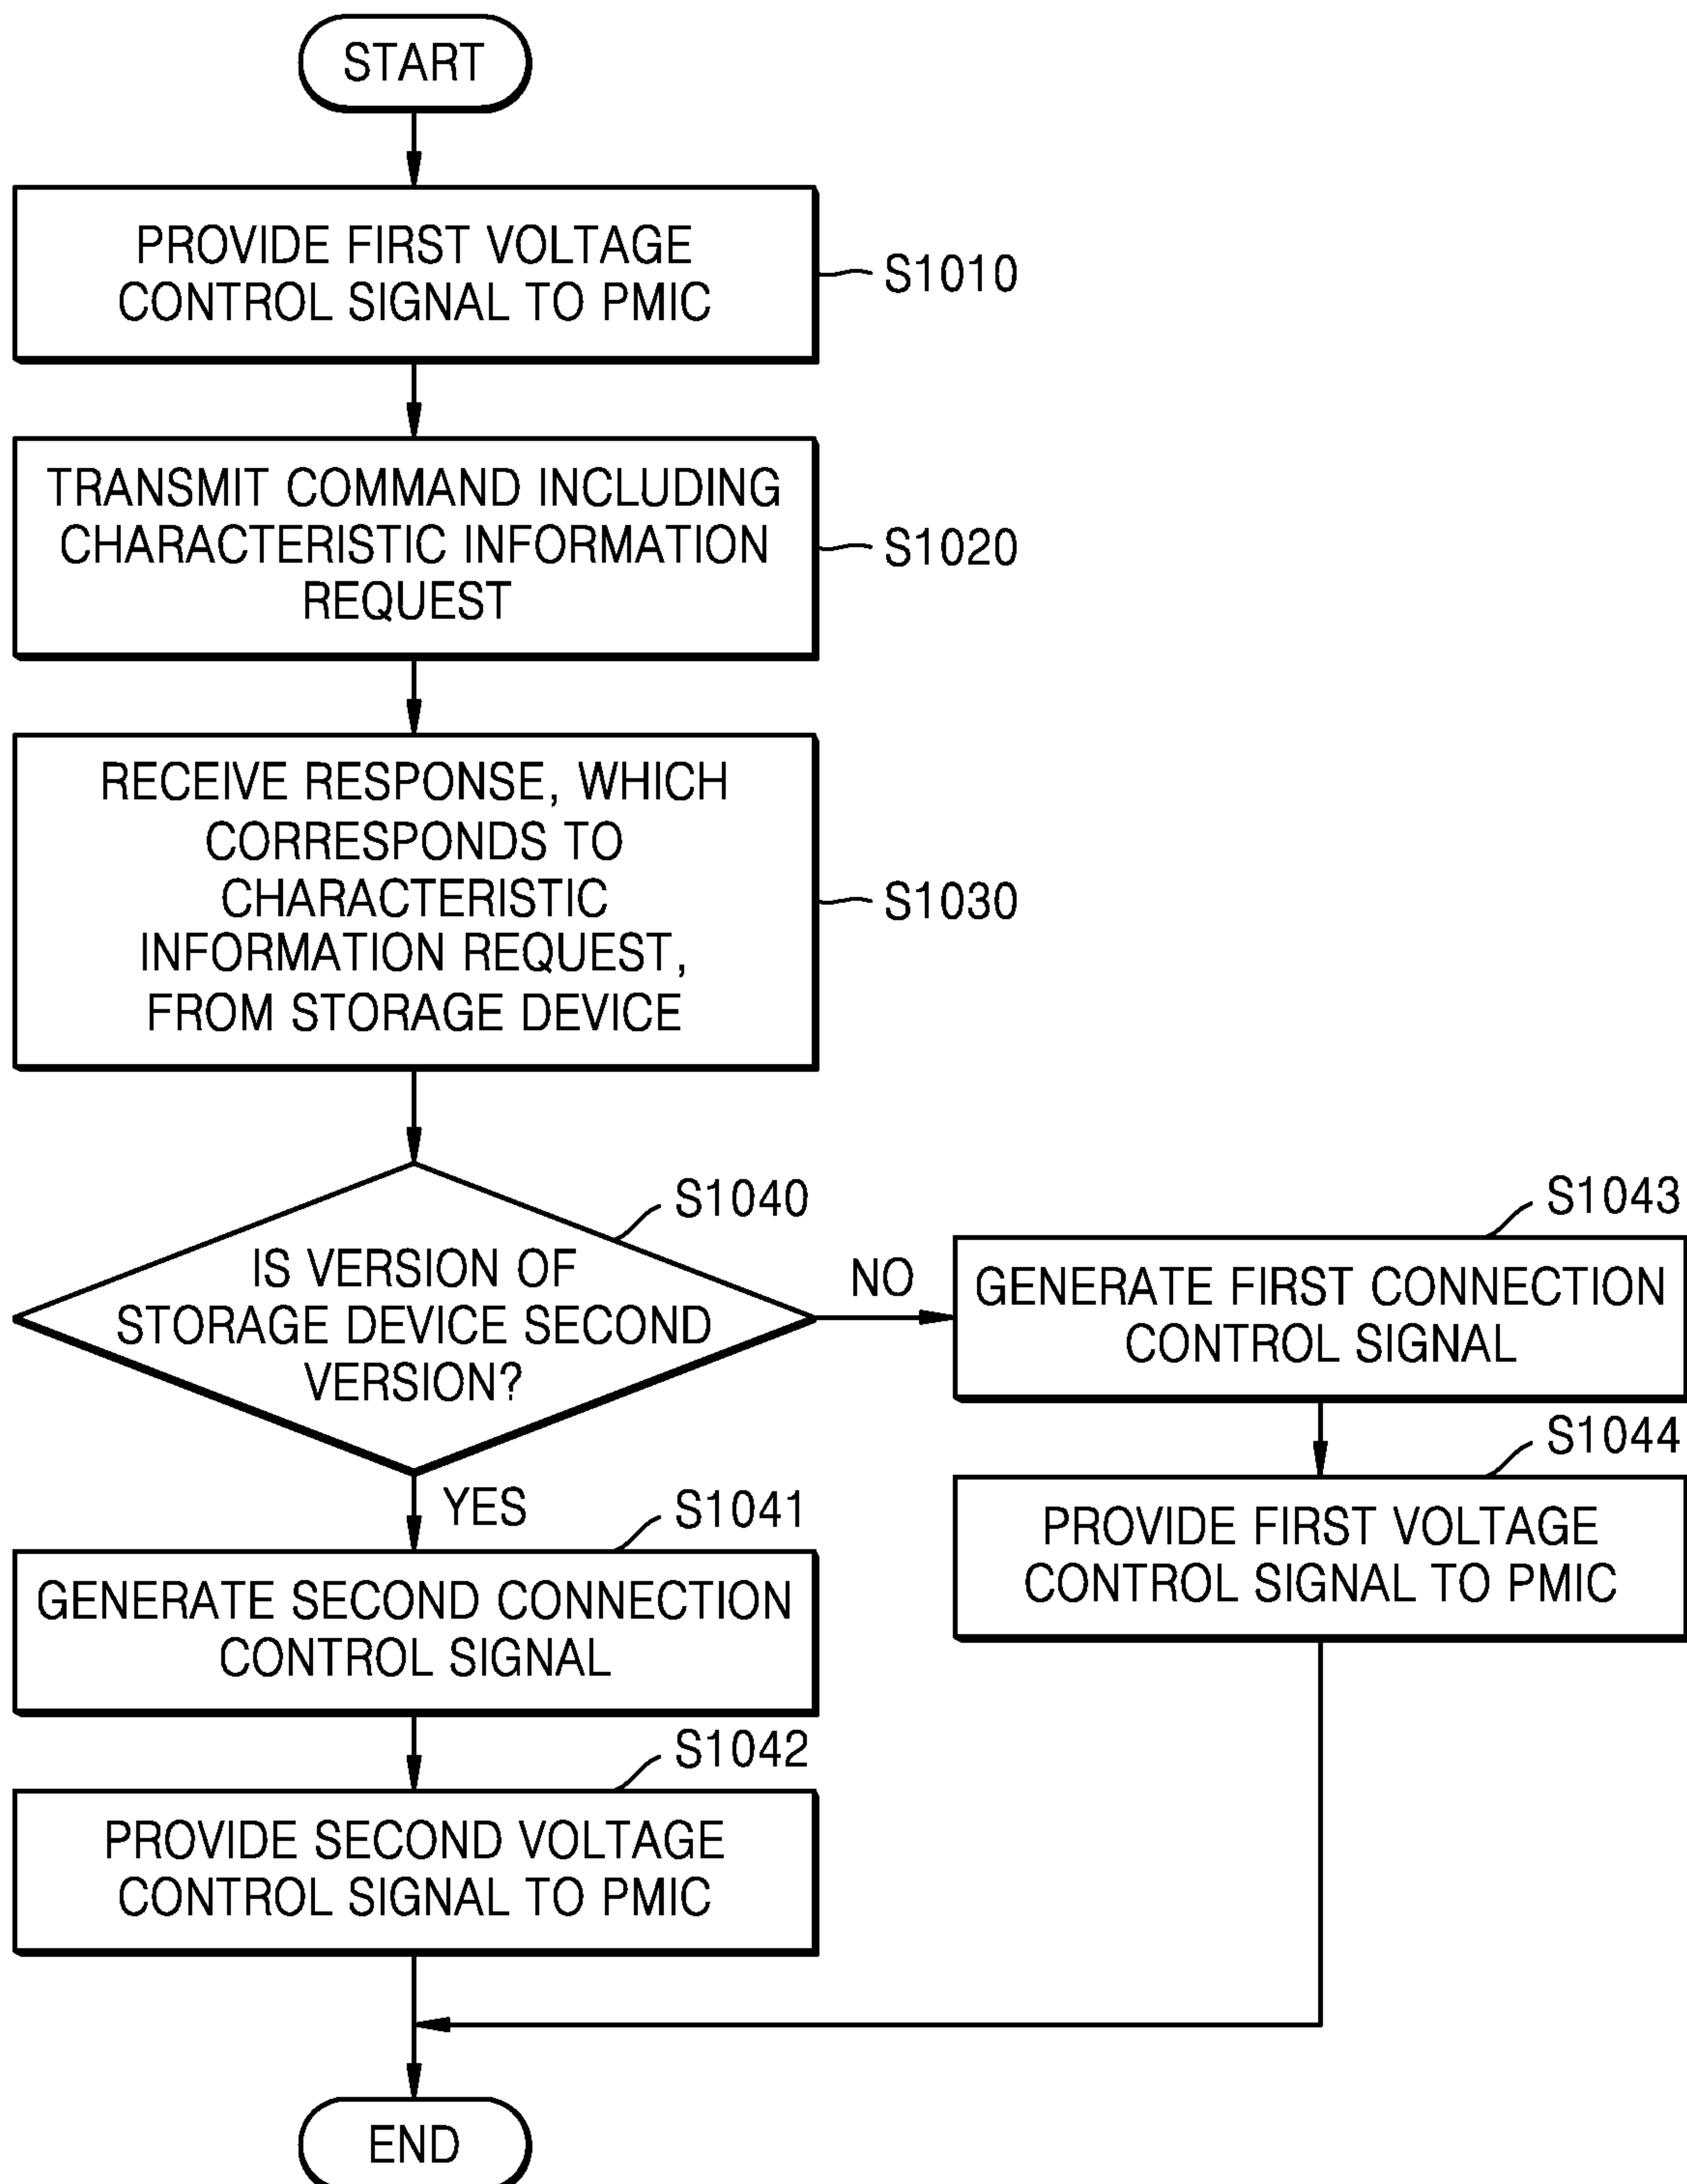 START
PROVIDE FIRST VOLTAGE
CONTROL SIGNAL TO PMIC
S1010
TRANSMIT COMMAND INCLUDING
CHARACTERISTIC INFORMATION
REQUEST
S1020
RECEIVE RESPONSE, WHICH
CORRESPONDS TO
CHARACTERISTIC
INFORMATION REQUEST,
FROM STORAGE DEVICE
S1030
S1040
IS VERSION OF
STORAGE DEVICE SECOND
VERSION?
NO
S1043
GENERATE FIRST CONNECTION
CONTROL SIGNAL
S1044
PROVIDE FIRST VOLTAGE
CONTROL SIGNAL TO PMIC
YES
S1041
GENERATE SECOND CONNECTION
CONTROL SIGNAL
S1042
PROVIDE SECOND VOLTAGE
CONTROL SIGNAL TO PMIC
END